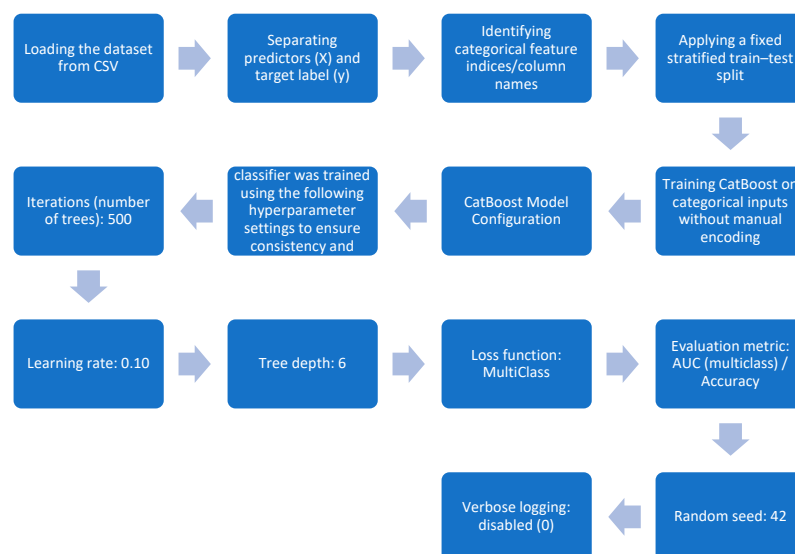 Loading the dataset
from CSV
Separating
predictors (X) and
target label (y)
Identifying
categorical feature
indices/column
names
Applying a fixed
stratified train–test
split
Training CatBoost on
categorical inputs
without manual
encoding
CatBoost Model
Configuration
classifier was trained
using the following
hyperparameter
settings to ensure
consistency and
Iterations (number
of trees): 500
Learning rate: 0.10
Tree depth: 6
Loss function:
MultiClass
Evaluation metric:
AUC (multiclass) /
Accuracy
Random seed: 42
Verbose logging:
disabled (0)